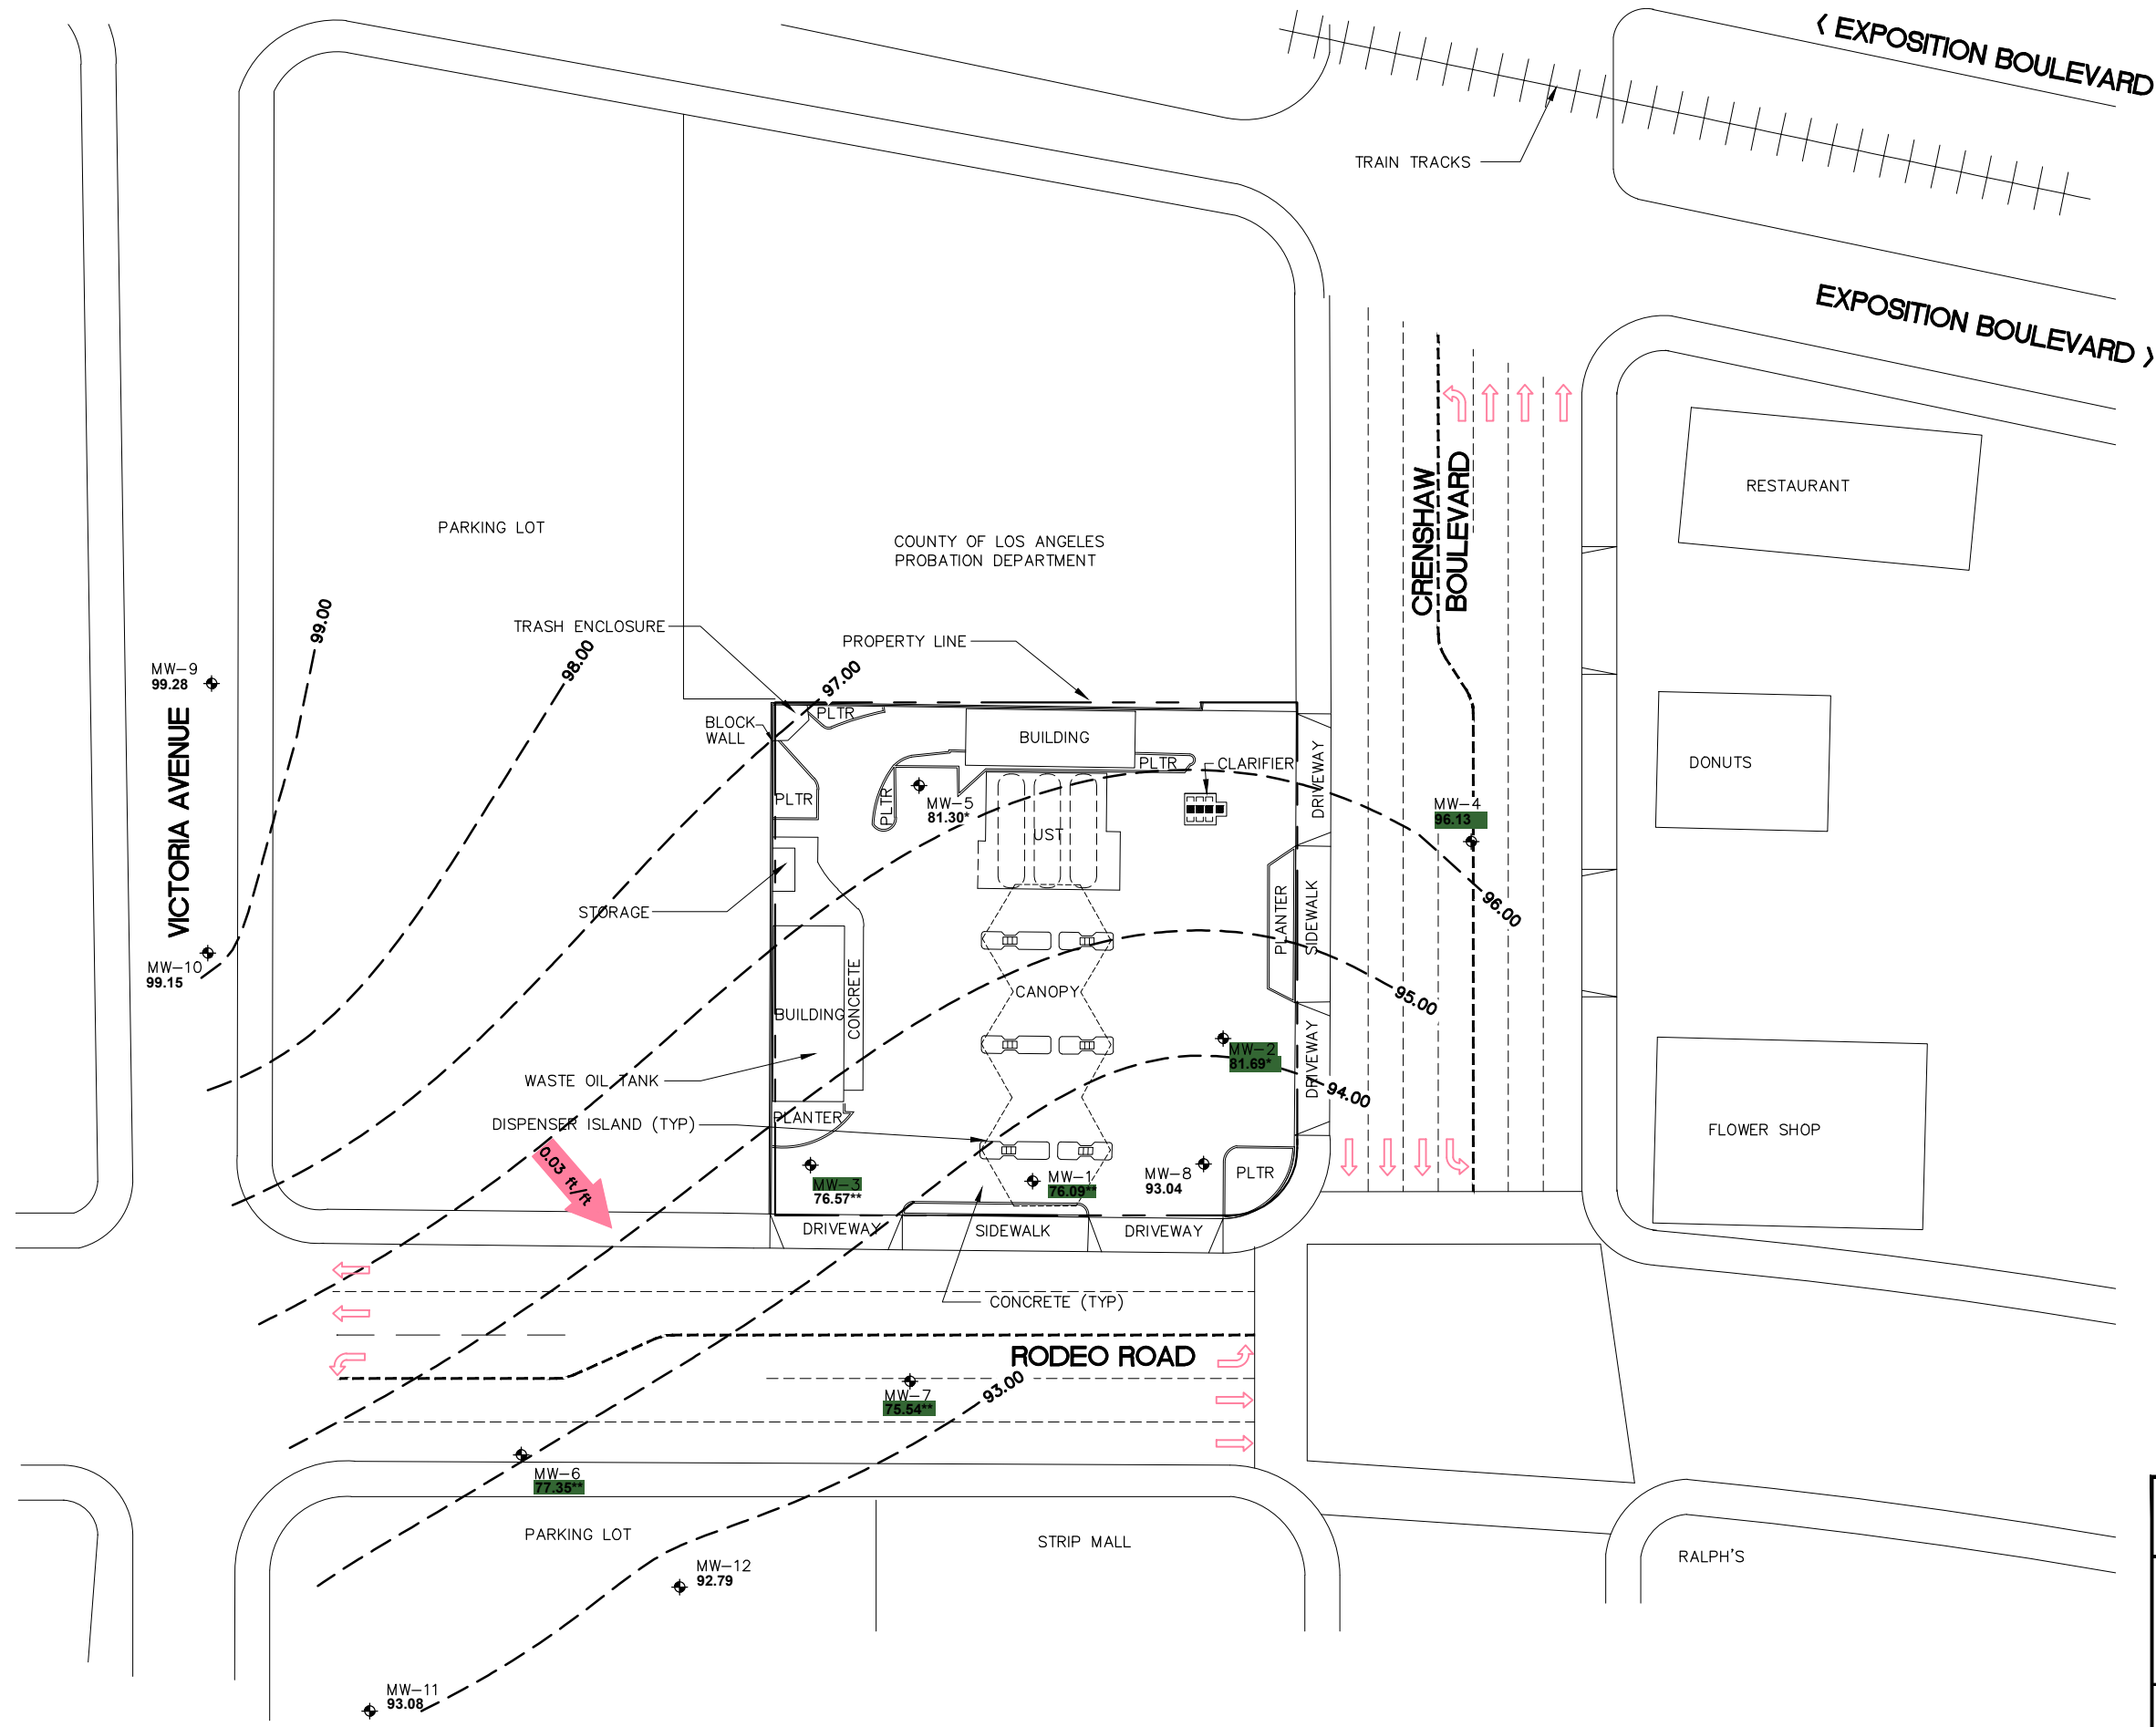 ‹ EXPOSITION BOULEVARD
TRAIN TRACKS
EXPOSITION BOULEVARD ›
CRENSHAW
BOULEVARD
RESTAURANT
PARKING LOT
COUNTY OF LOS ANGELES
PROBATION DEPARTMENT
99.00
98.00
97.00
TRASH ENCLOSURE
PROPERTY LINE
MW-9
99.28
VICTORIA AVENUE
BLOCK
WALL
PLTR
BUILDING
PLTR
CLARIFIER
DRIVEWAY
DONUTS
PLTR
PLTR
MW-5
81.30*
UST
MW-4
96.13
STORAGE
PLANTER
SIDEWALK
96.00
MW-10
99.15
CONCRETE
CANOPY
95.00
BUILDING
MW-2
81.69*
DRIVEWAY
94.00
WASTE OIL TANK
PLANTER
DISPENSER ISLAND (TYP)
FLOWER SHOP
0.03 ft/ft
MW-3
76.57**
MW-1
76.09**
MW-8
93.04
PLTR
DRIVEWAY
SIDEWALK
DRIVEWAY
CONCRETE (TYP)
RODEO ROAD
MW-7
75.54**
93.00
MW-6
77.35**
PARKING LOT
STRIP MALL
RALPH'S
MW-12
92.79
MW-11
93.08